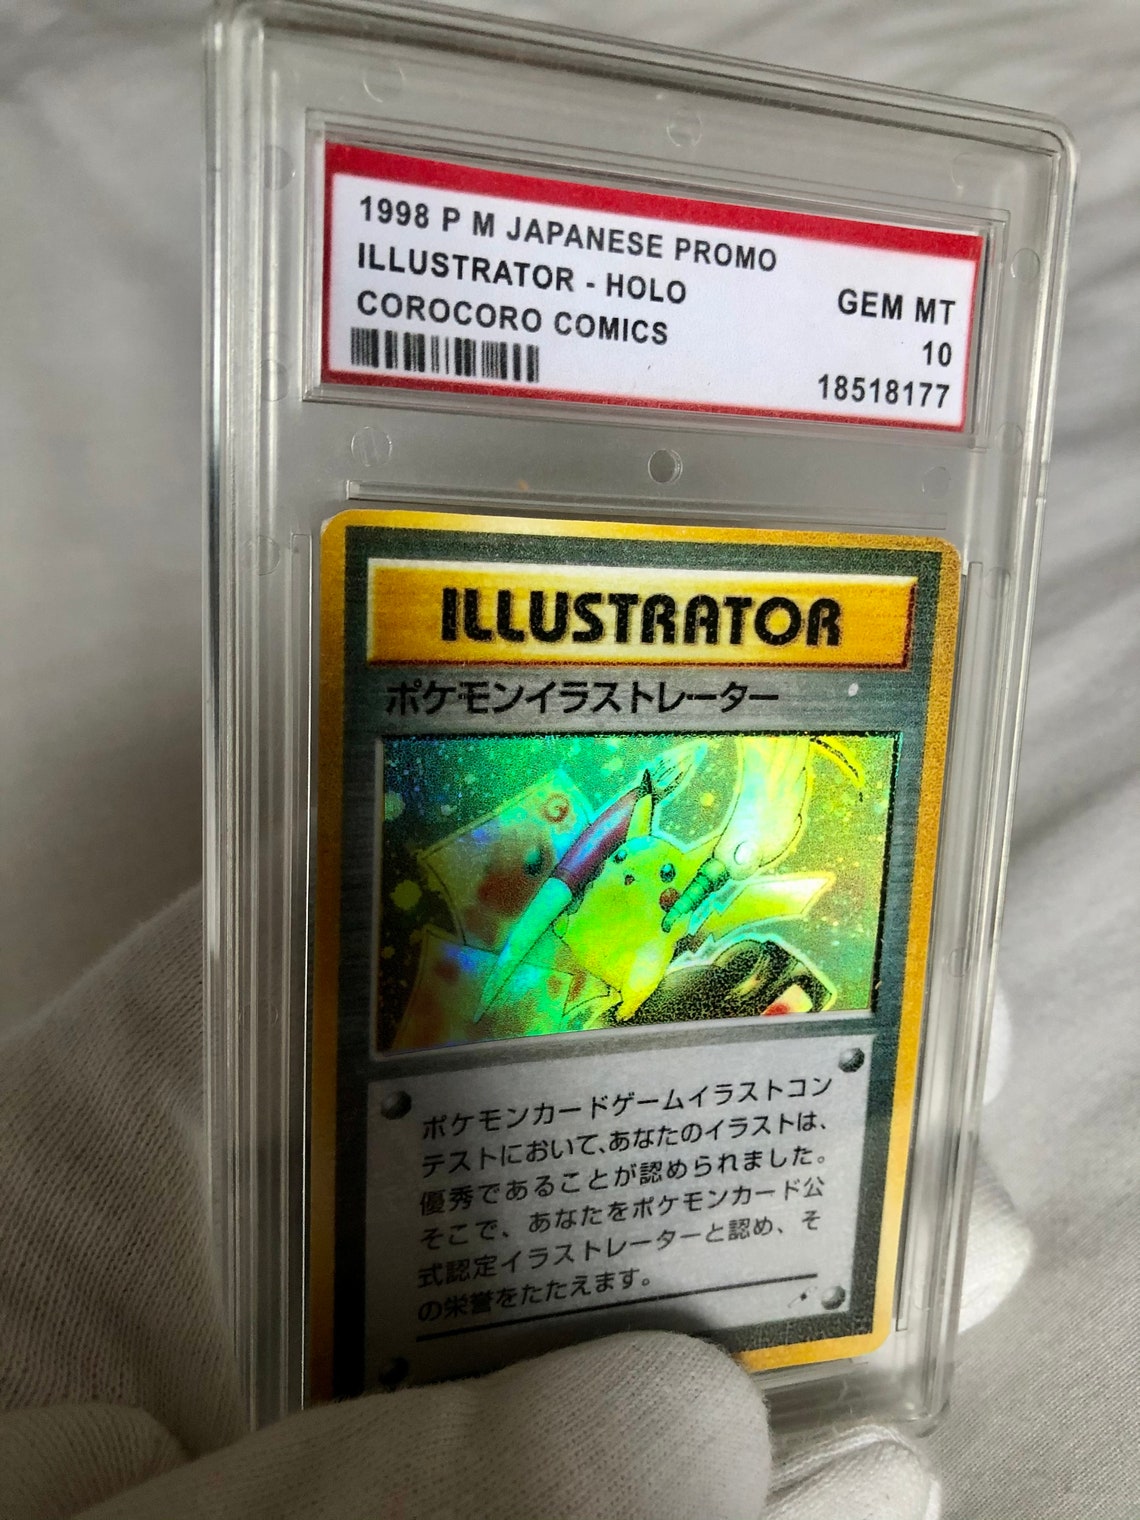 1998 P M JAPANESE PROMO
ILLUSTRATOR - HOLO
GEM MT
COROCORO COMICS
10
18518177
ILLUSTRATOR
ポケモンイラストレーター
ポケモンカードゲームイラストコン
テストにおいて、あなたのイラストは、
優秀であることが認められました。
そこで、あなたをポケモンカード公
式認定イラストレーターと認め、そ
の栄誉をたたえます。